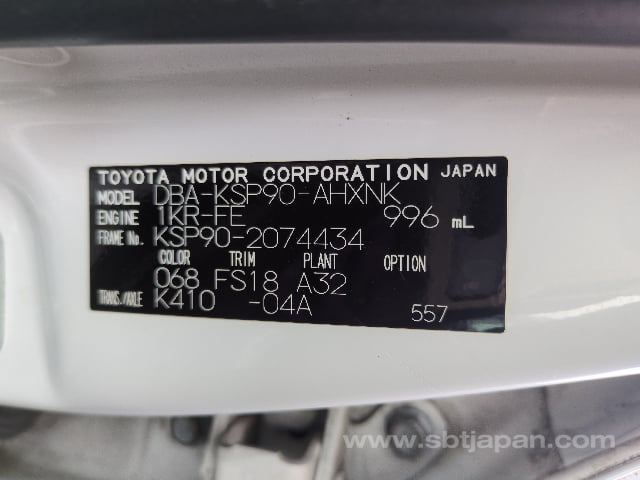 TOYOTA MOTOR CORPORATION JAPAN
MODEL DBA-KSP90-AHXNK
ENGINE 1KR-FE 996 mL
FRAME No. KSP90-2074434
COLOR TRIM PLANT OPTION
068 FS18 A32
TRANS./AXLE K410 -04A
557
www.sbtjapan.com